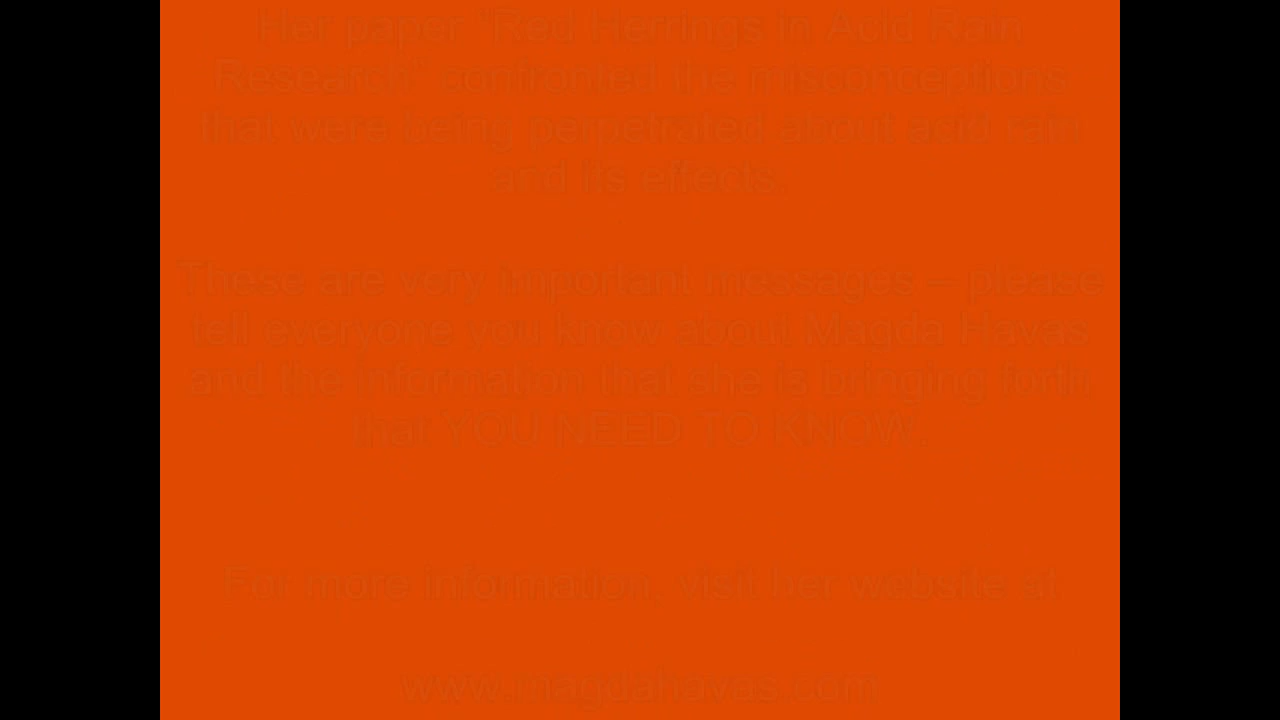 Her paper "Red Herrings in Acid Rain
Research" confronted the misconceptions
that were being perpetrated about acid rain
and its effects.
These are very important messages – please
tell everyone you know about Magda Havas
and the information that she is bringing forth
that YOU NEED TO KNOW.
For more information, visit her website at
www.magdahavas.com